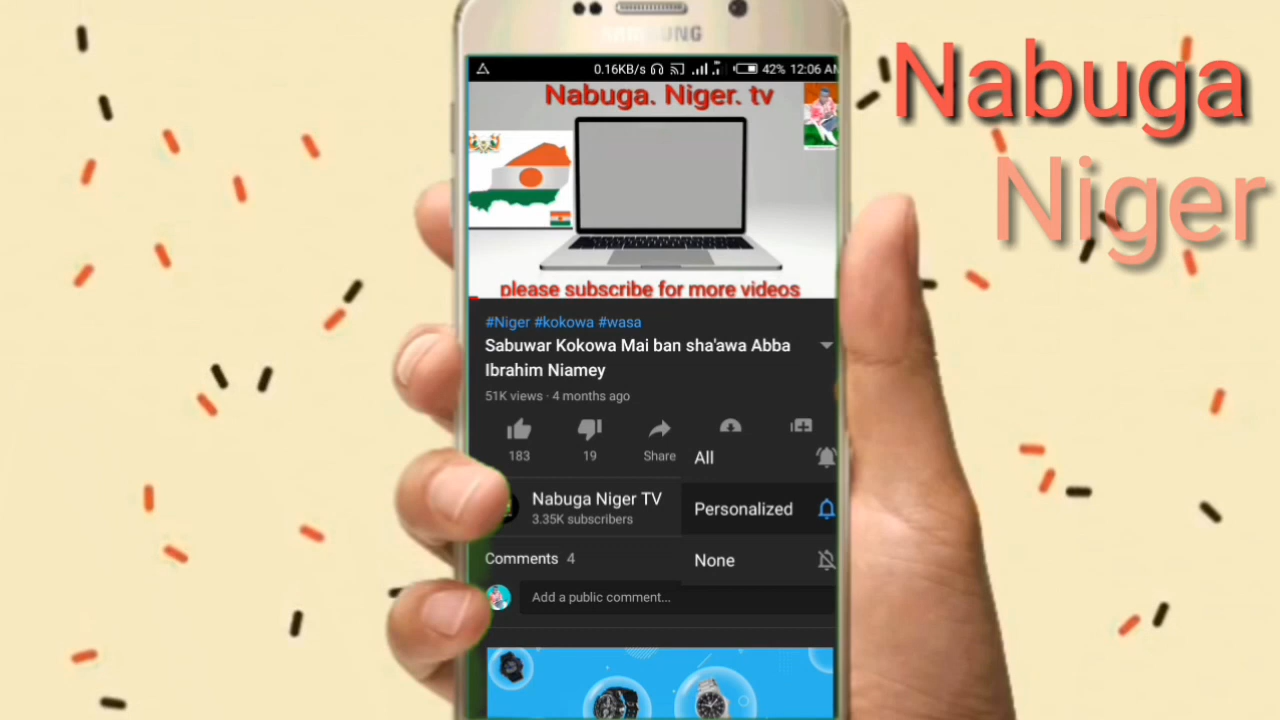 SAMSUNG
0.16KB/s 42% 12:06 AM
Nabuga. Niger. tv
please subscribe for more videos
#Niger #kokowa #wasa
Sabuwar Kokowa Mai ban sha'awa Abba
Ibrahim Niamey
51K views · 4 months ago
183
19
Share
All
Nabuga Niger TV
3.35K subscribers
Personalized
Comments 4
None
Add a public comment...
Nabuga
Niger